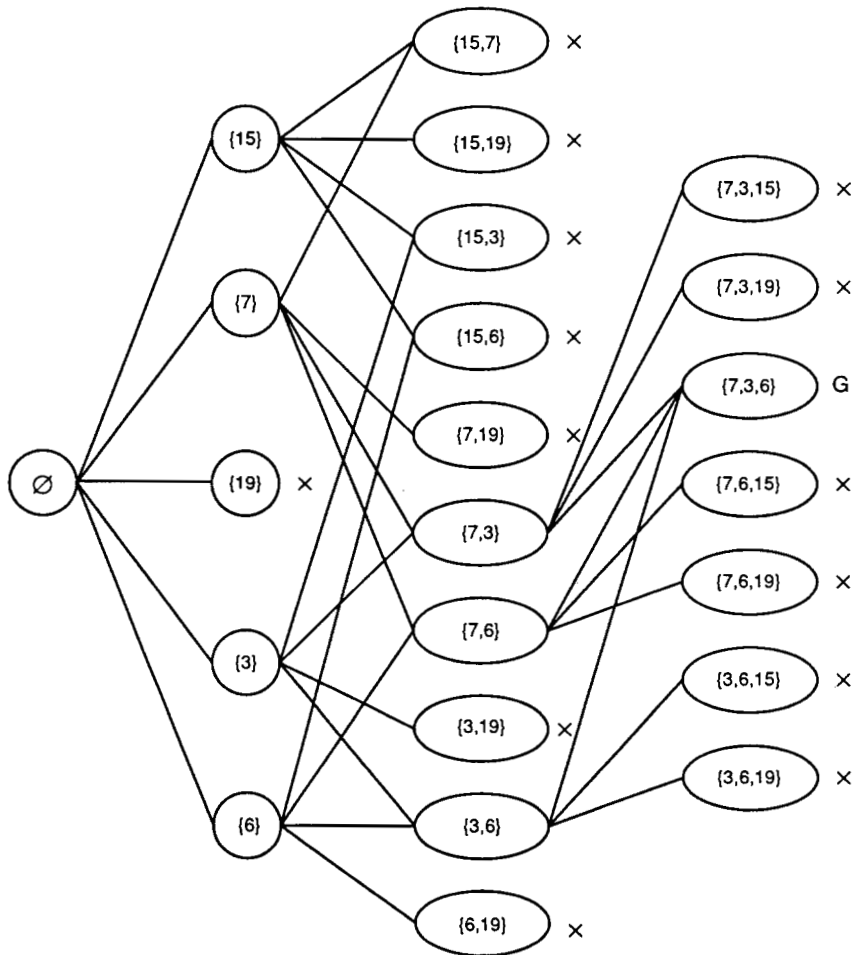 {15,7} ×
{15} {15,19} ×
{7,3,15} ×
{15,3} ×
{7} {7,3,19} ×
{15,6} ×
{7,3,6} G
{7,19} ×
∅ {19} × {7,6,15} ×
{7,3}
{7,6,19} ×
{7,6}
{3} {3,6,15} ×
{3,19} ×
{3,6,19} ×
{6} {3,6}
{6,19} ×